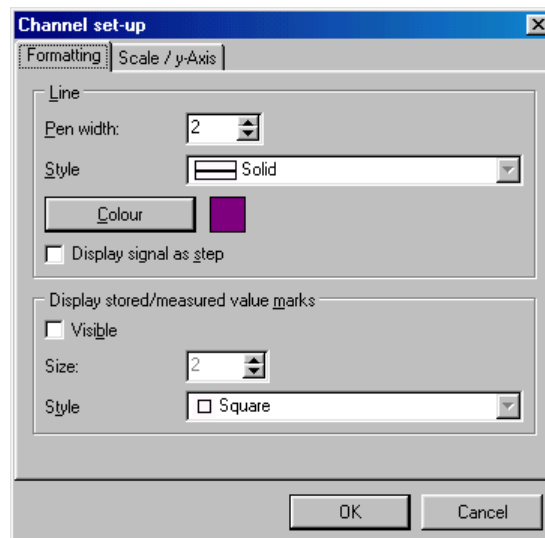 Channel set-up
Formatting
Scale / y-Axis
Line
Pen width:
2
Style
Solid
Colour
Display signal as step
Display stored/measured value marks
Visible
Size:
2
Style
Square
OK
Cancel